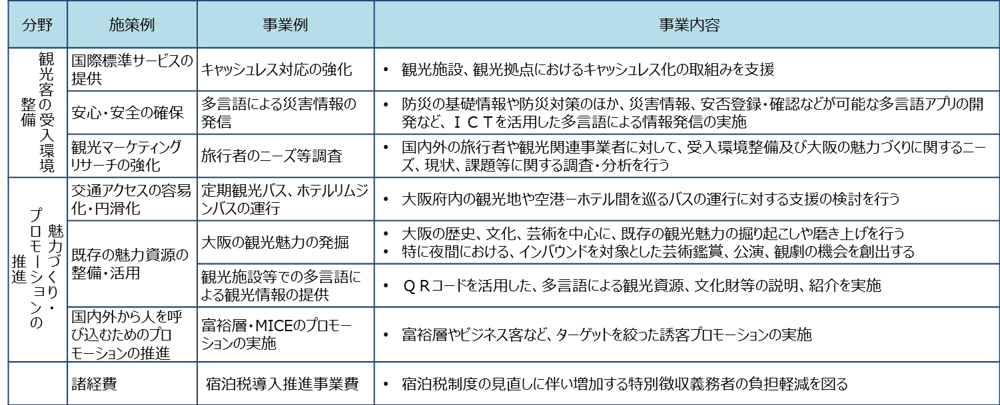 分野
施策例
事業例
事業内容
観光客の受入環境
整備
国際標準サービスの
提供
キャッシュレス対応の強化
• 観光施設、観光拠点におけるキャッシュレス化の取組みを支援
安心・安全の確保
多言語による災害情報の
発信
• 防災の基礎情報や防災対策のほか、災害情報、安否登録・確認などが可能な多言語アプリの開
発など、ＩＣＴを活用した多言語による情報発信の実施
観光マーケティング
リサーチの強化
旅行者のニーズ等調査
• 国内外の旅行者や観光関連事業者に対して、受入環境整備及び大阪の魅力づくりに関するニー
ズ、現状、課題等に関する調査・分析を行う
魅力づくり・
プロモーションの
推進
交通アクセスの容易
化・円滑化
定期観光バス、ホテルリムジ
ンバスの運行
• 大阪府内の観光地や空港－ホテル間を巡るバスの運行に対する支援の検討を行う
既存の魅力資源の
整備・活用
大阪の観光魅力の発掘
• 大阪の歴史、文化、芸術を中心に、既存の観光魅力の掘り起こしや磨き上げを行う
• 特に夜間における、インバウンドを対象とした芸術鑑賞、公演、観劇の機会を創出する
観光施設等での多言語に
よる観光情報の提供
• ＱＲコードを活用した、多言語による観光資源、文化財等の説明、紹介を実施
国内外から人を呼
び込むためのプロ
モーションの推進
富裕層・MICEのプロモー
ションの実施
• 富裕層やビジネス客など、ターゲットを絞った誘客プロモーションの実施
諸経費
宿泊税導入推進事業費
• 宿泊税制度の見直しに伴い増加する特別徴収義務者の負担軽減を図る